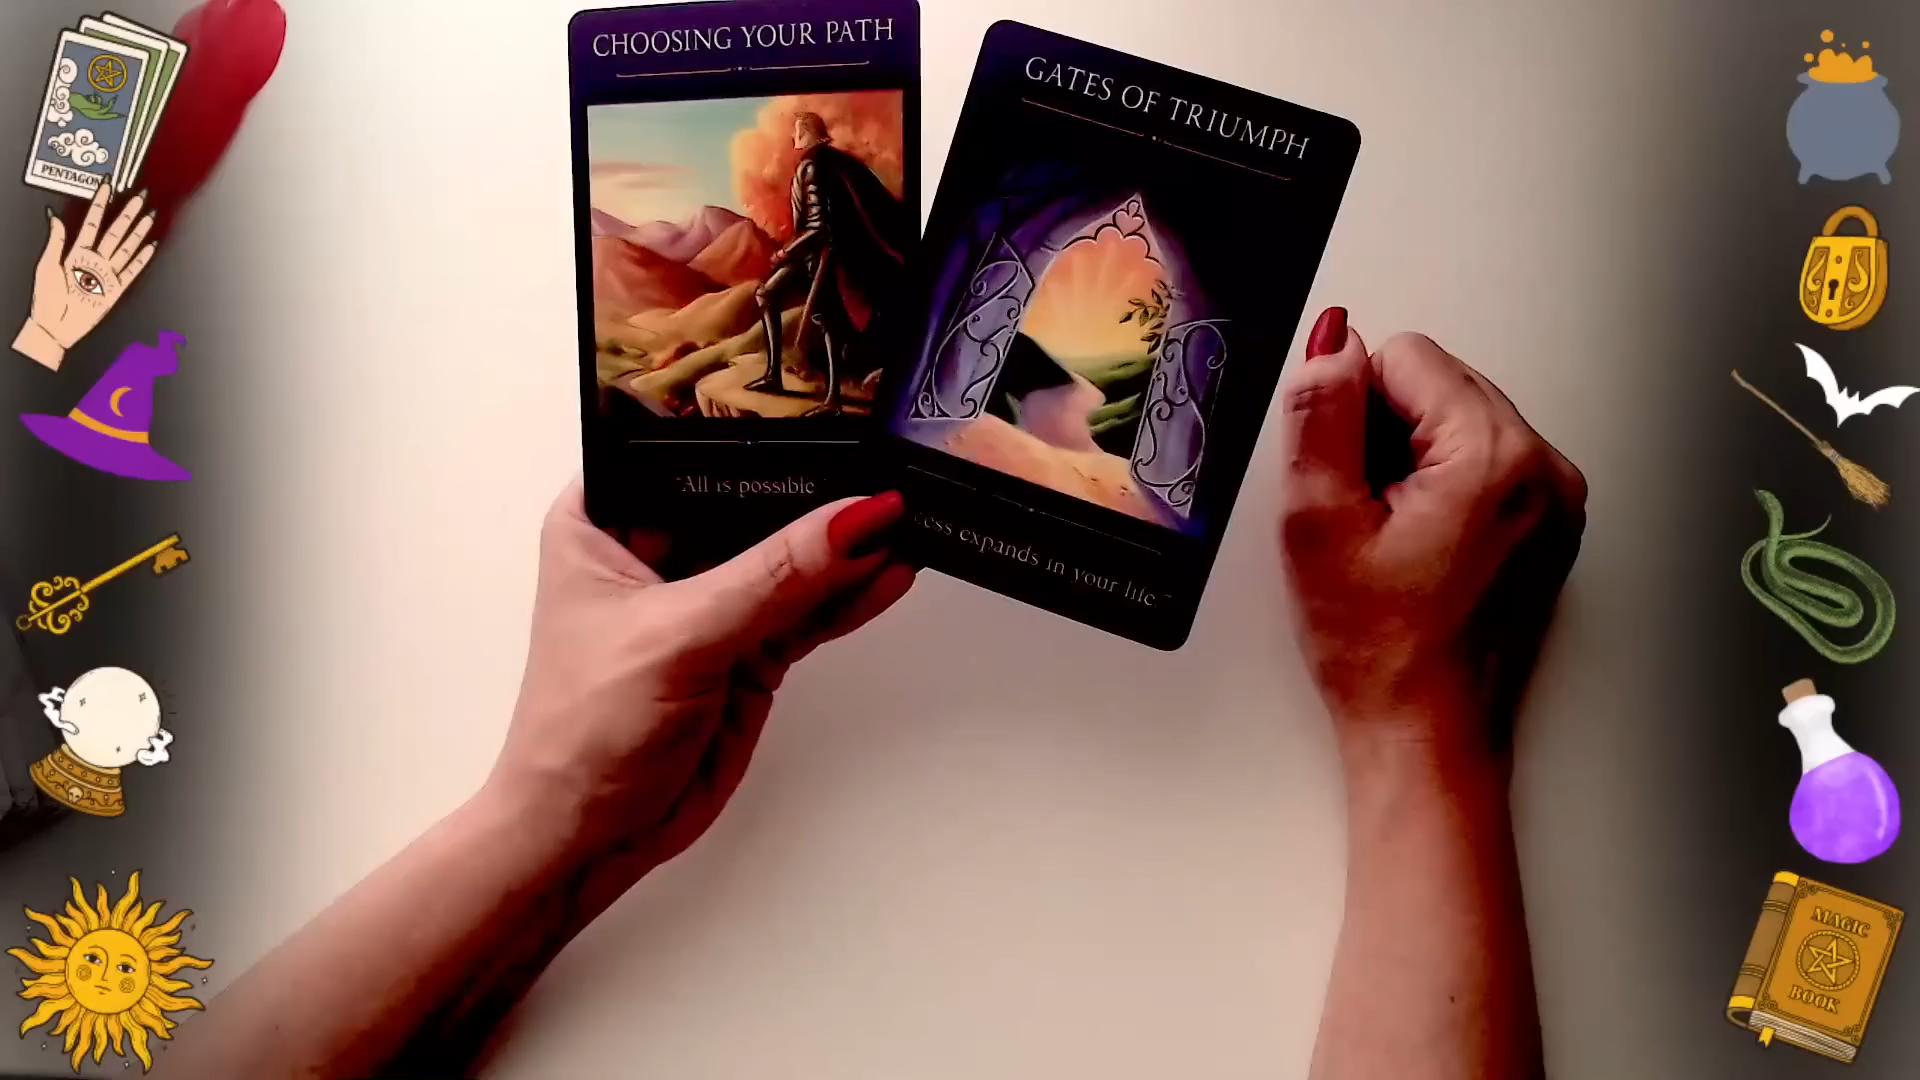 CHOOSING YOUR PATH
"All is possible
GATES OF TRIUMPH
expands in your life."
PENTAGON
MAGIC
BOOK